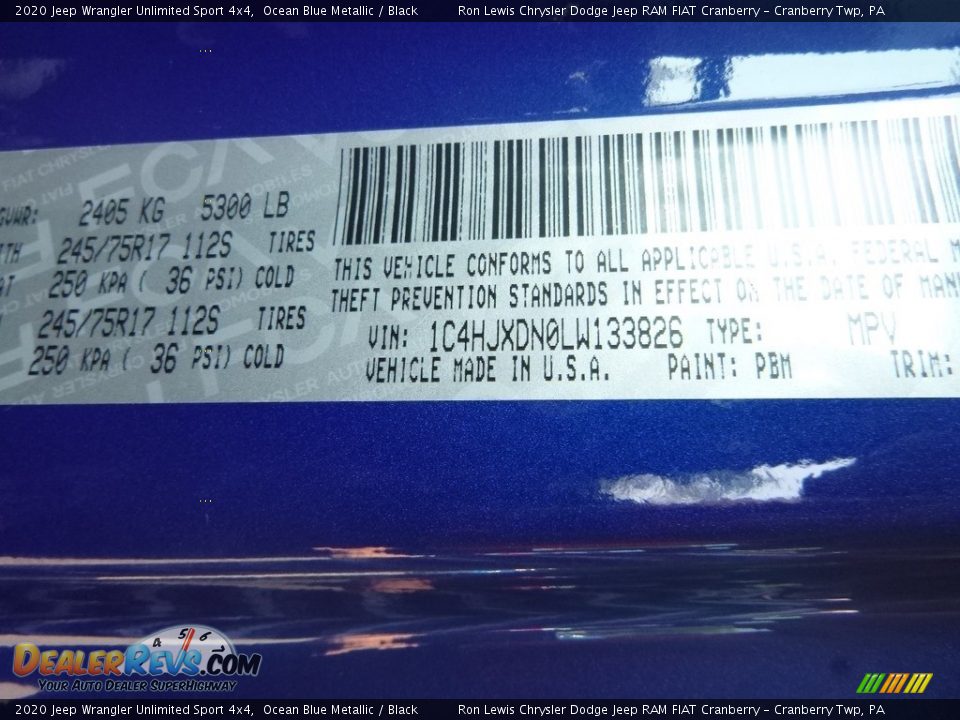 2020 Jeep Wrangler Unlimited Sport 4x4, Ocean Blue Metallic / Black Ron Lewis Chrysler Dodge Jeep RAM FIAT Cranberry – Cranberry Twp, PA
GVWR: 2405 KG 5300 LB
245/75R17 112S TIRES
250 KPA ( 36 PSI) COLD
245/75R17 112S TIRES
250 KPA ( 36 PSI) COLD
THIS VEHICLE CONFORMS TO ALL APPLICABLE U.S.A. FEDERAL
THEFT PREVENTION STANDARDS IN EFFECT ON THE DATE OF
VIN: 1C4HJXDN0LW133826 TYPE: MPV
VEHICLE MADE IN U.S.A. PAINT: PBM TRIM:
4 5 6
DEALERREVS.COM
YOUR AUTO DEALER SUPERHIGHWAY
2020 Jeep Wrangler Unlimited Sport 4x4, Ocean Blue Metallic / Black Ron Lewis Chrysler Dodge Jeep RAM FIAT Cranberry – Cranberry Twp, PA